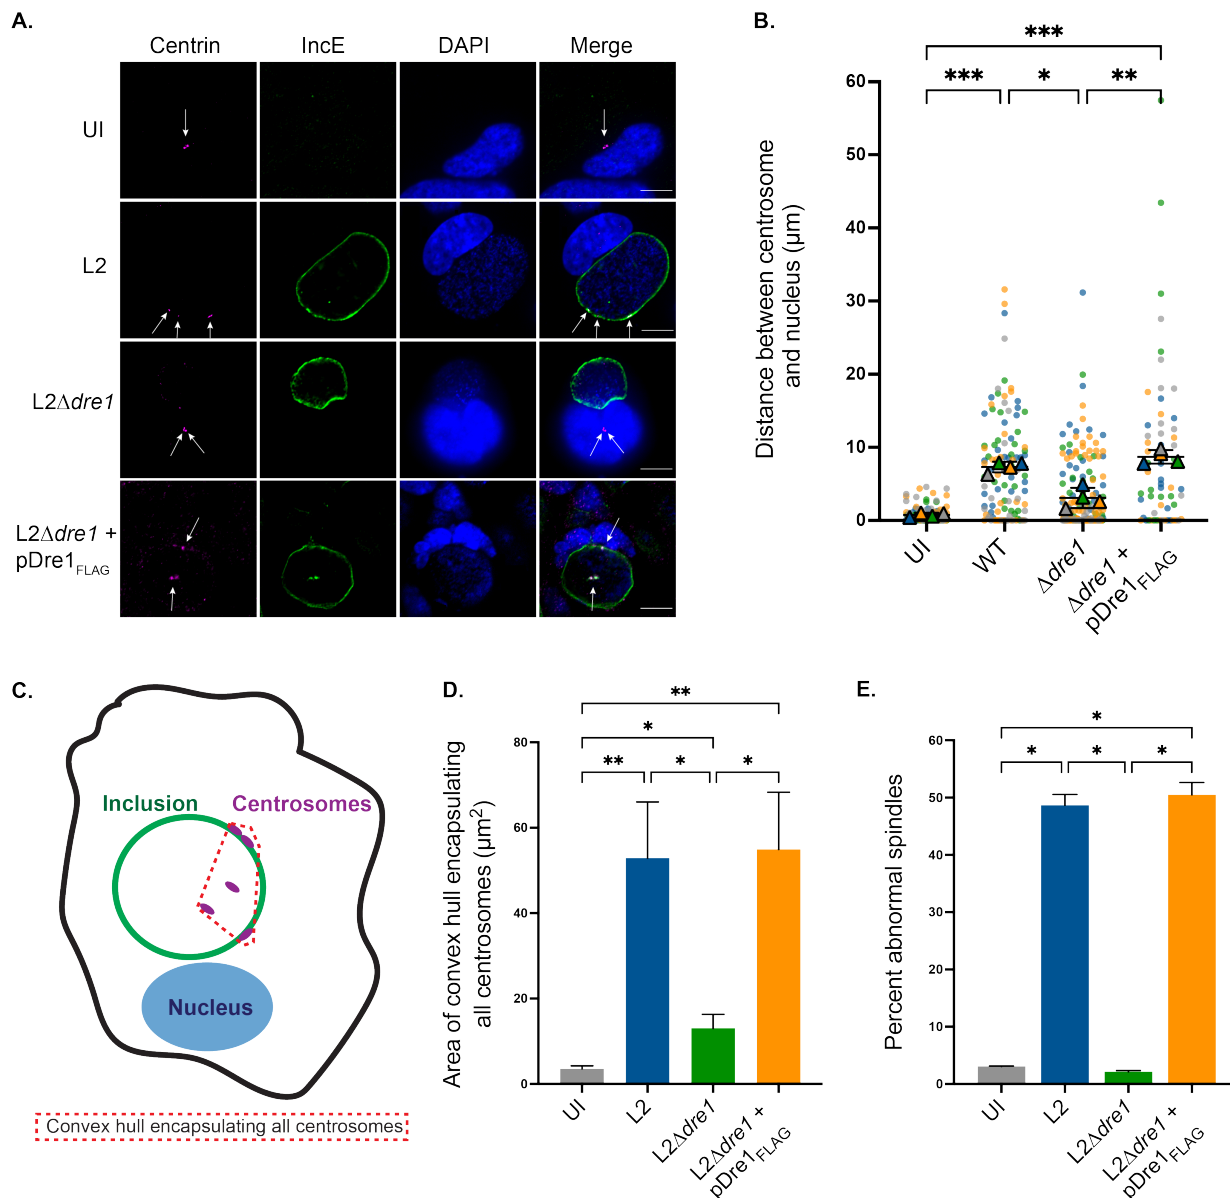 A.
Centrin IncE DAPI Merge
UI
L2
L2Δdre1
L2Δdre1 +
pDre1FLAG
B.
*** 
*** * **
Distance between centrosome
and nucleus (μm)
60
50
40
30
20
10
0
UI
WT
Δdre1
Δdre1 +
pDre1FLAG
C.
Inclusion Centrosomes
Nucleus
Convex hull encapsulating all centrosomes
D.
**
*
** * *
Area of convex hull encapsulating
all centrosomes (μm²)
80
60
40
20
0
UI
L2
L2Δdre1
L2Δdre1 +
pDre1FLAG
E.
*
* * *
Percent abnormal spindles
60
50
40
30
20
10
0
UI
L2
L2Δdre1
L2Δdre1 +
pDre1FLAG